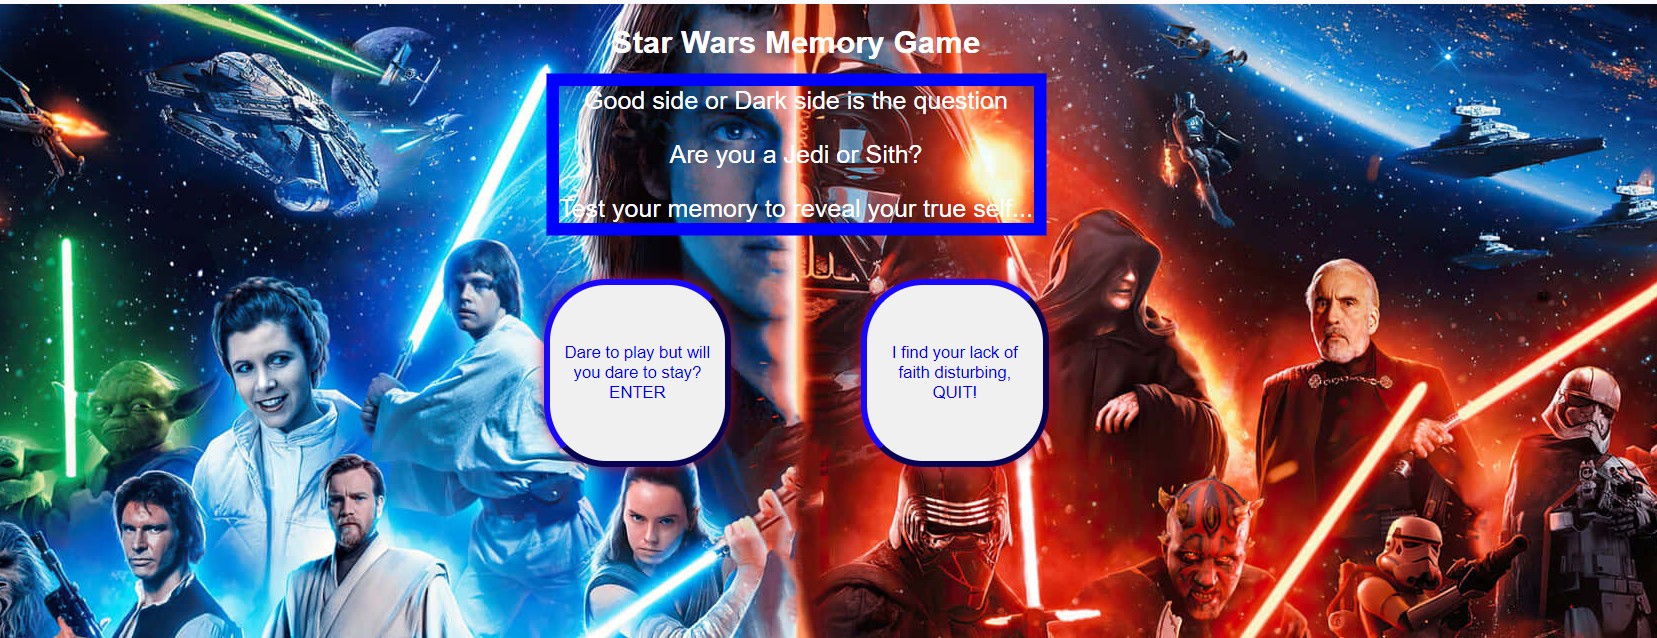 Star Wars Memory Game
Good side or Dark side is the question
Are you a Jedi or Sith?
Test your memory to reveal your true self...
Dare to play but will
you dare to stay?
ENTER
I find your lack of
faith disturbing,
QUIT!